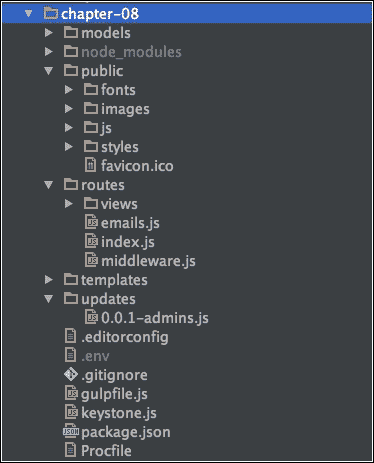 chapter-08
models
node_modules
public
fonts
images
js
styles
favicon.ico
routes
views
emails.js
index.js
middleware.js
templates
updates
0.0.1-admins.js
.editorconfig
.env
.gitignore
gulpfile.js
keystone.js
package.json
Procfile